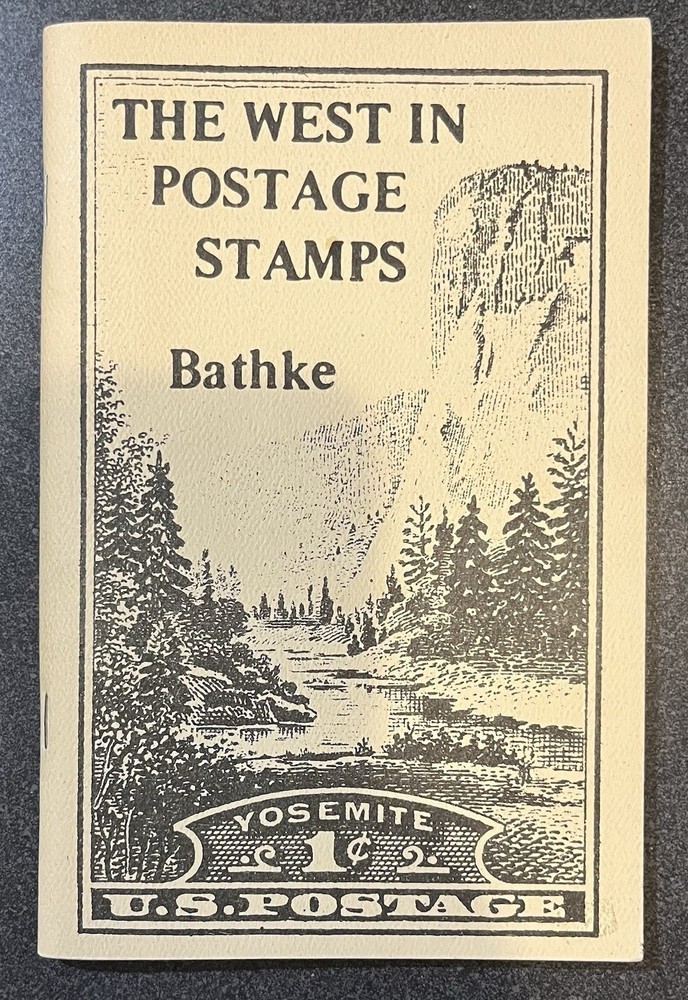 THE WEST IN
POSTAGE
STAMPS
Bathke
YOSEMITE
1¢
U.S.POSTAGE